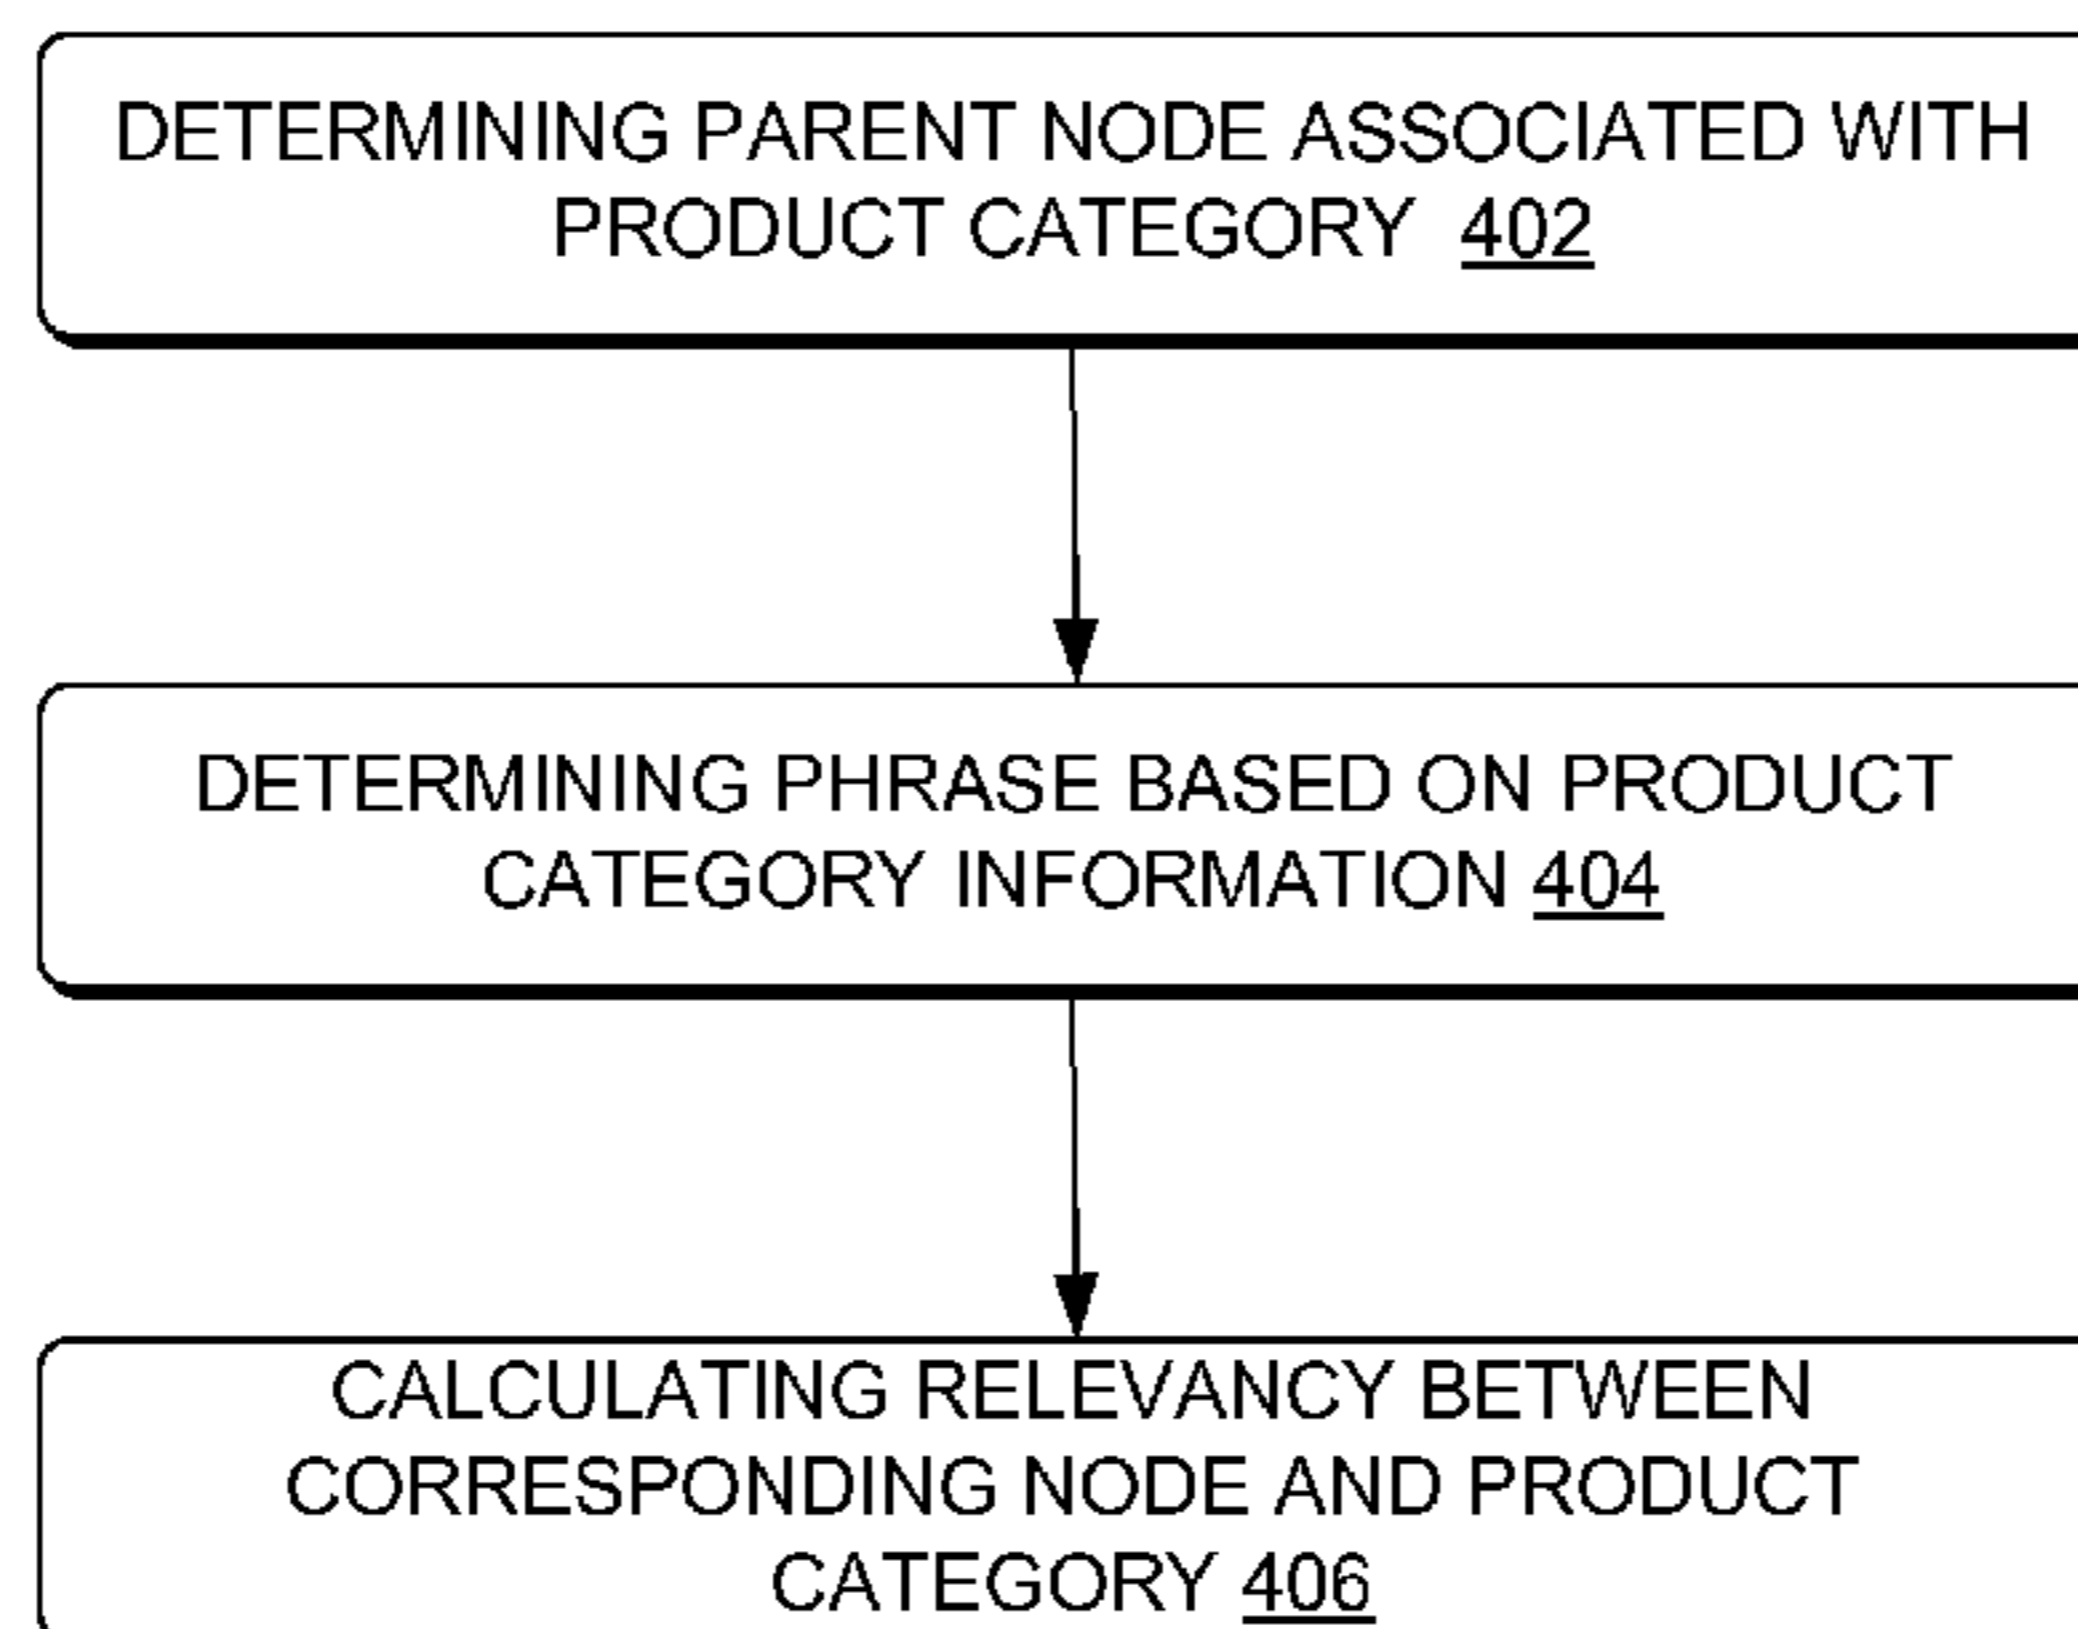 DETERMINING PARENT NODE ASSOCIATED WITH
PRODUCT CATEGORY 402
DETERMINING PHRASE BASED ON PRODUCT
CATEGORY INFORMATION 404
CALCULATING RELEVANCY BETWEEN
CORRESPONDING NODE AND PRODUCT
CATEGORY 406